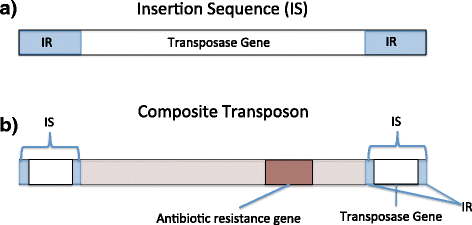 a) Insertion Sequence (IS)
IR Transposase Gene IR
Composite Transposon
b) IS IS
Antibiotic resistance gene Transposase Gene IR